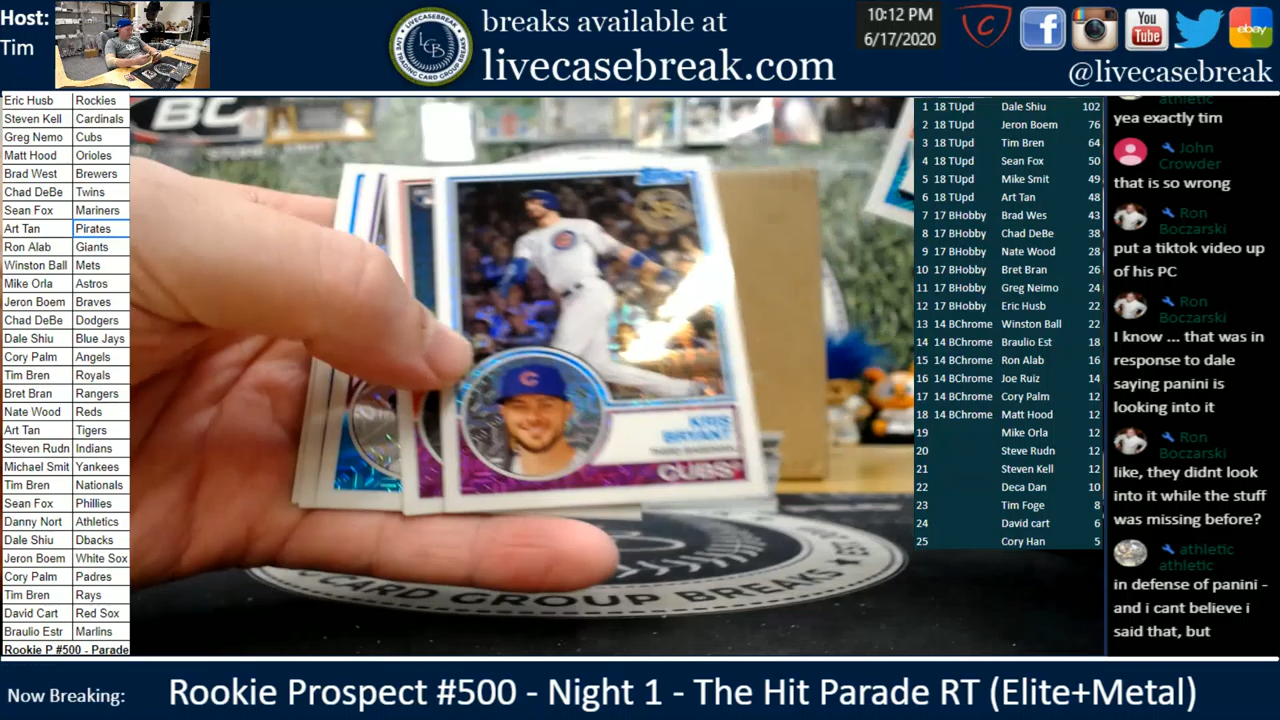 Host:
Tim
LCB
LIVECASEBREAK
breaks available at
livecasebreak.com
10:12 PM
6/17/2020
You
Tube
ebay
@livecasebreak
Eric Husb Rockies
Steven Kell Cardinals
Greg Nemo Cubs
Matt Hood Orioles
Brad West Brewers
Chad DeBe Twins
Sean Fox Mariners
Art Tan Pirates
Ron Alab Giants
Winston Ball Mets
Mike Orla Astros
Jeron Boem Braves
Chad DeBe Dodgers
Dale Shiu Blue Jays
Cory Palm Angels
Tim Bren Royals
Bret Bran Rangers
Nate Wood Reds
Art Tan Tigers
Steven Rudn Indians
Michael Smit Yankees
Tim Bren Nationals
Sean Fox Phillies
Danny Nort Athletics
Dale Shiu Dbacks
Jeron Boem White Sox
Cory Palm Padres
Tim Bren Rays
David Cart Red Sox
Braulio Estr Marlins
Rookie P #500 - Parade
BC
KRIS
BRYANT
CUBS
CARD GROUP BREAKS
1 18 TUpd Dale Shiu 102
2 18 TUpd Jeron Boem 76
3 18 TUpd Tim Bren 64
4 18 TUpd Sean Fox 50
5 18 TUpd Mike Smit 49
6 18 TUpd Art Tan 48
7 17 BHobby Brad Wes 43
8 17 BHobby Chad DeBe 38
9 17 BHobby Nate Wood 28
10 17 BHobby Bret Bran 26
11 17 BHobby Greg Neimo 24
12 17 BHobby Eric Husb 22
13 14 BChrome Winston Ball 22
14 14 BChrome Braulio Est 18
15 14 BChrome Ron Alab 16
16 14 BChrome Joe Ruiz 14
17 14 BChrome Cory Palm 12
18 14 BChrome Matt Hood 12
19 Mike Orla 12
20 Steve Rudn 12
21 Steven Kell 12
22 Deca Dan 10
23 Tim Foge 8
24 David cart 6
25 Cory Han 5
athletic
yea exactly tim
John
Crowder
that is so wrong
Ron
Boczarski
put a tiktok video up
of his PC
Ron
Boczarski
I know ... that was in
response to dale
saying panini is
looking into it
Ron
Boczarski
like, they didnt look
into it while the stuff
was missing before?
athletic
athletic
in defense of panini -
and i cant believe i
said that, but
Now Breaking:
Rookie Prospect #500 - Night 1 - The Hit Parade RT (Elite+Metal)